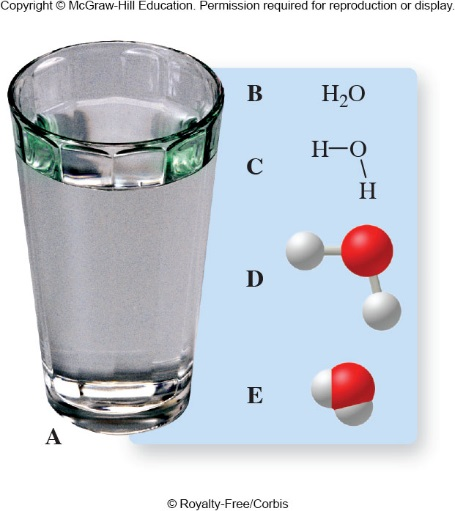 Copyright © McGraw-Hill Education. Permission required for reproduction or display.
B H₂O
C H—O
\
H
D
E
A
© Royalty-Free/Corbis